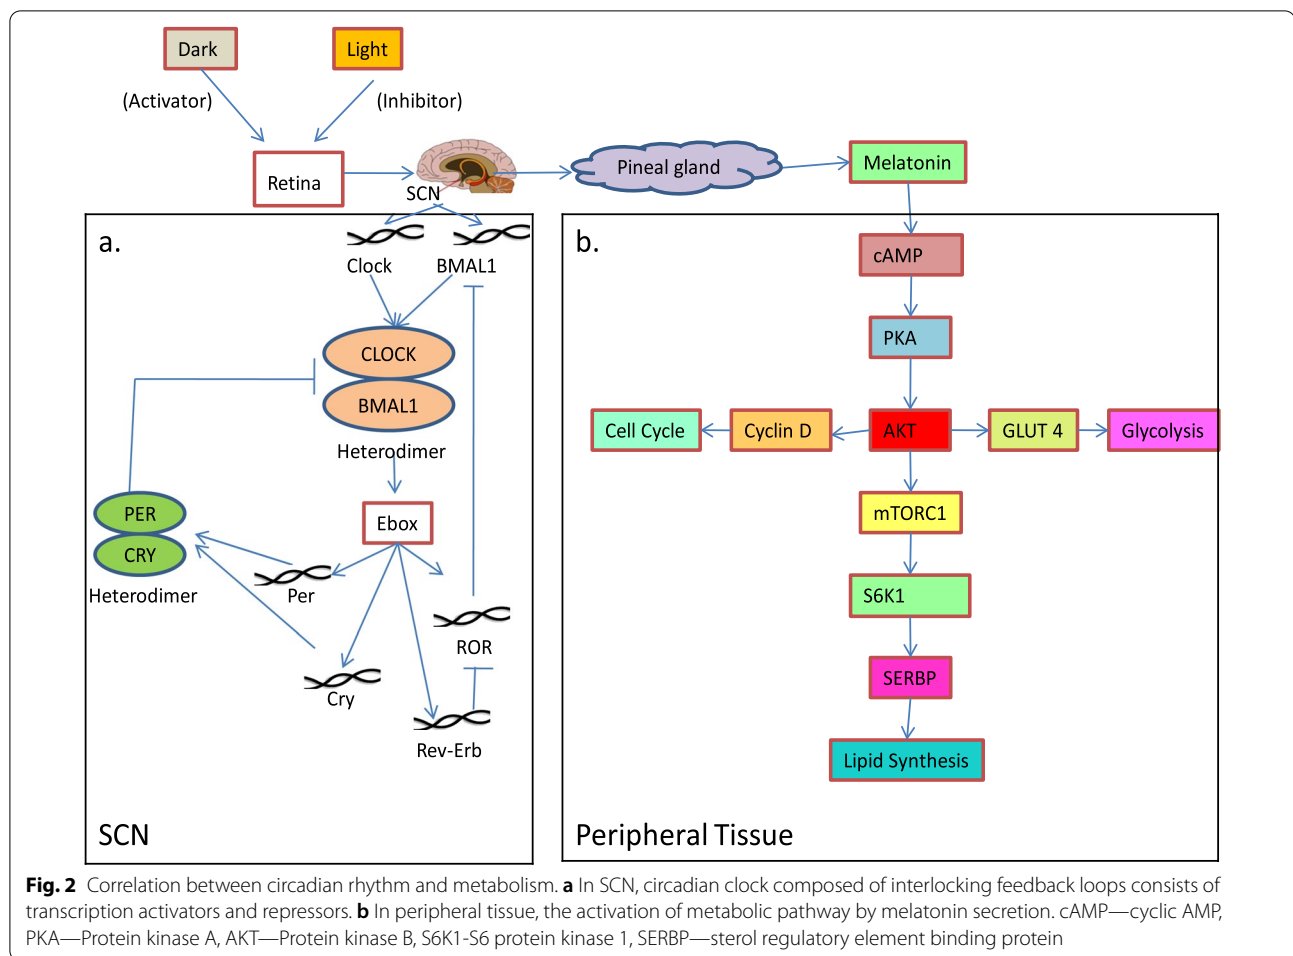 Dark
Light
(Activator)
(Inhibitor)
Retina
SCN
Pineal gland
Melatonin
a.
Clock
BMAL1
CLOCK
BMAL1
Heterodimer
Ebox
PER
CRY
Heterodimer
Per
Cry
ROR
Rev-Erb
SCN
b.
cAMP
PKA
Cell Cycle
Cyclin D
AKT
GLUT 4
Glycolysis
mTORC1
S6K1
SERBP
Lipid Synthesis
Peripheral Tissue
Fig. 2 Correlation between circadian rhythm and metabolism. a In SCN, circadian clock composed of interlocking feedback loops consists of
transcription activators and repressors. b In peripheral tissue, the activation of metabolic pathway by melatonin secretion. cAMP—cyclic AMP,
PKA—Protein kinase A, AKT—Protein kinase B, S6K1-S6 protein kinase 1, SERBP—sterol regulatory element binding protein